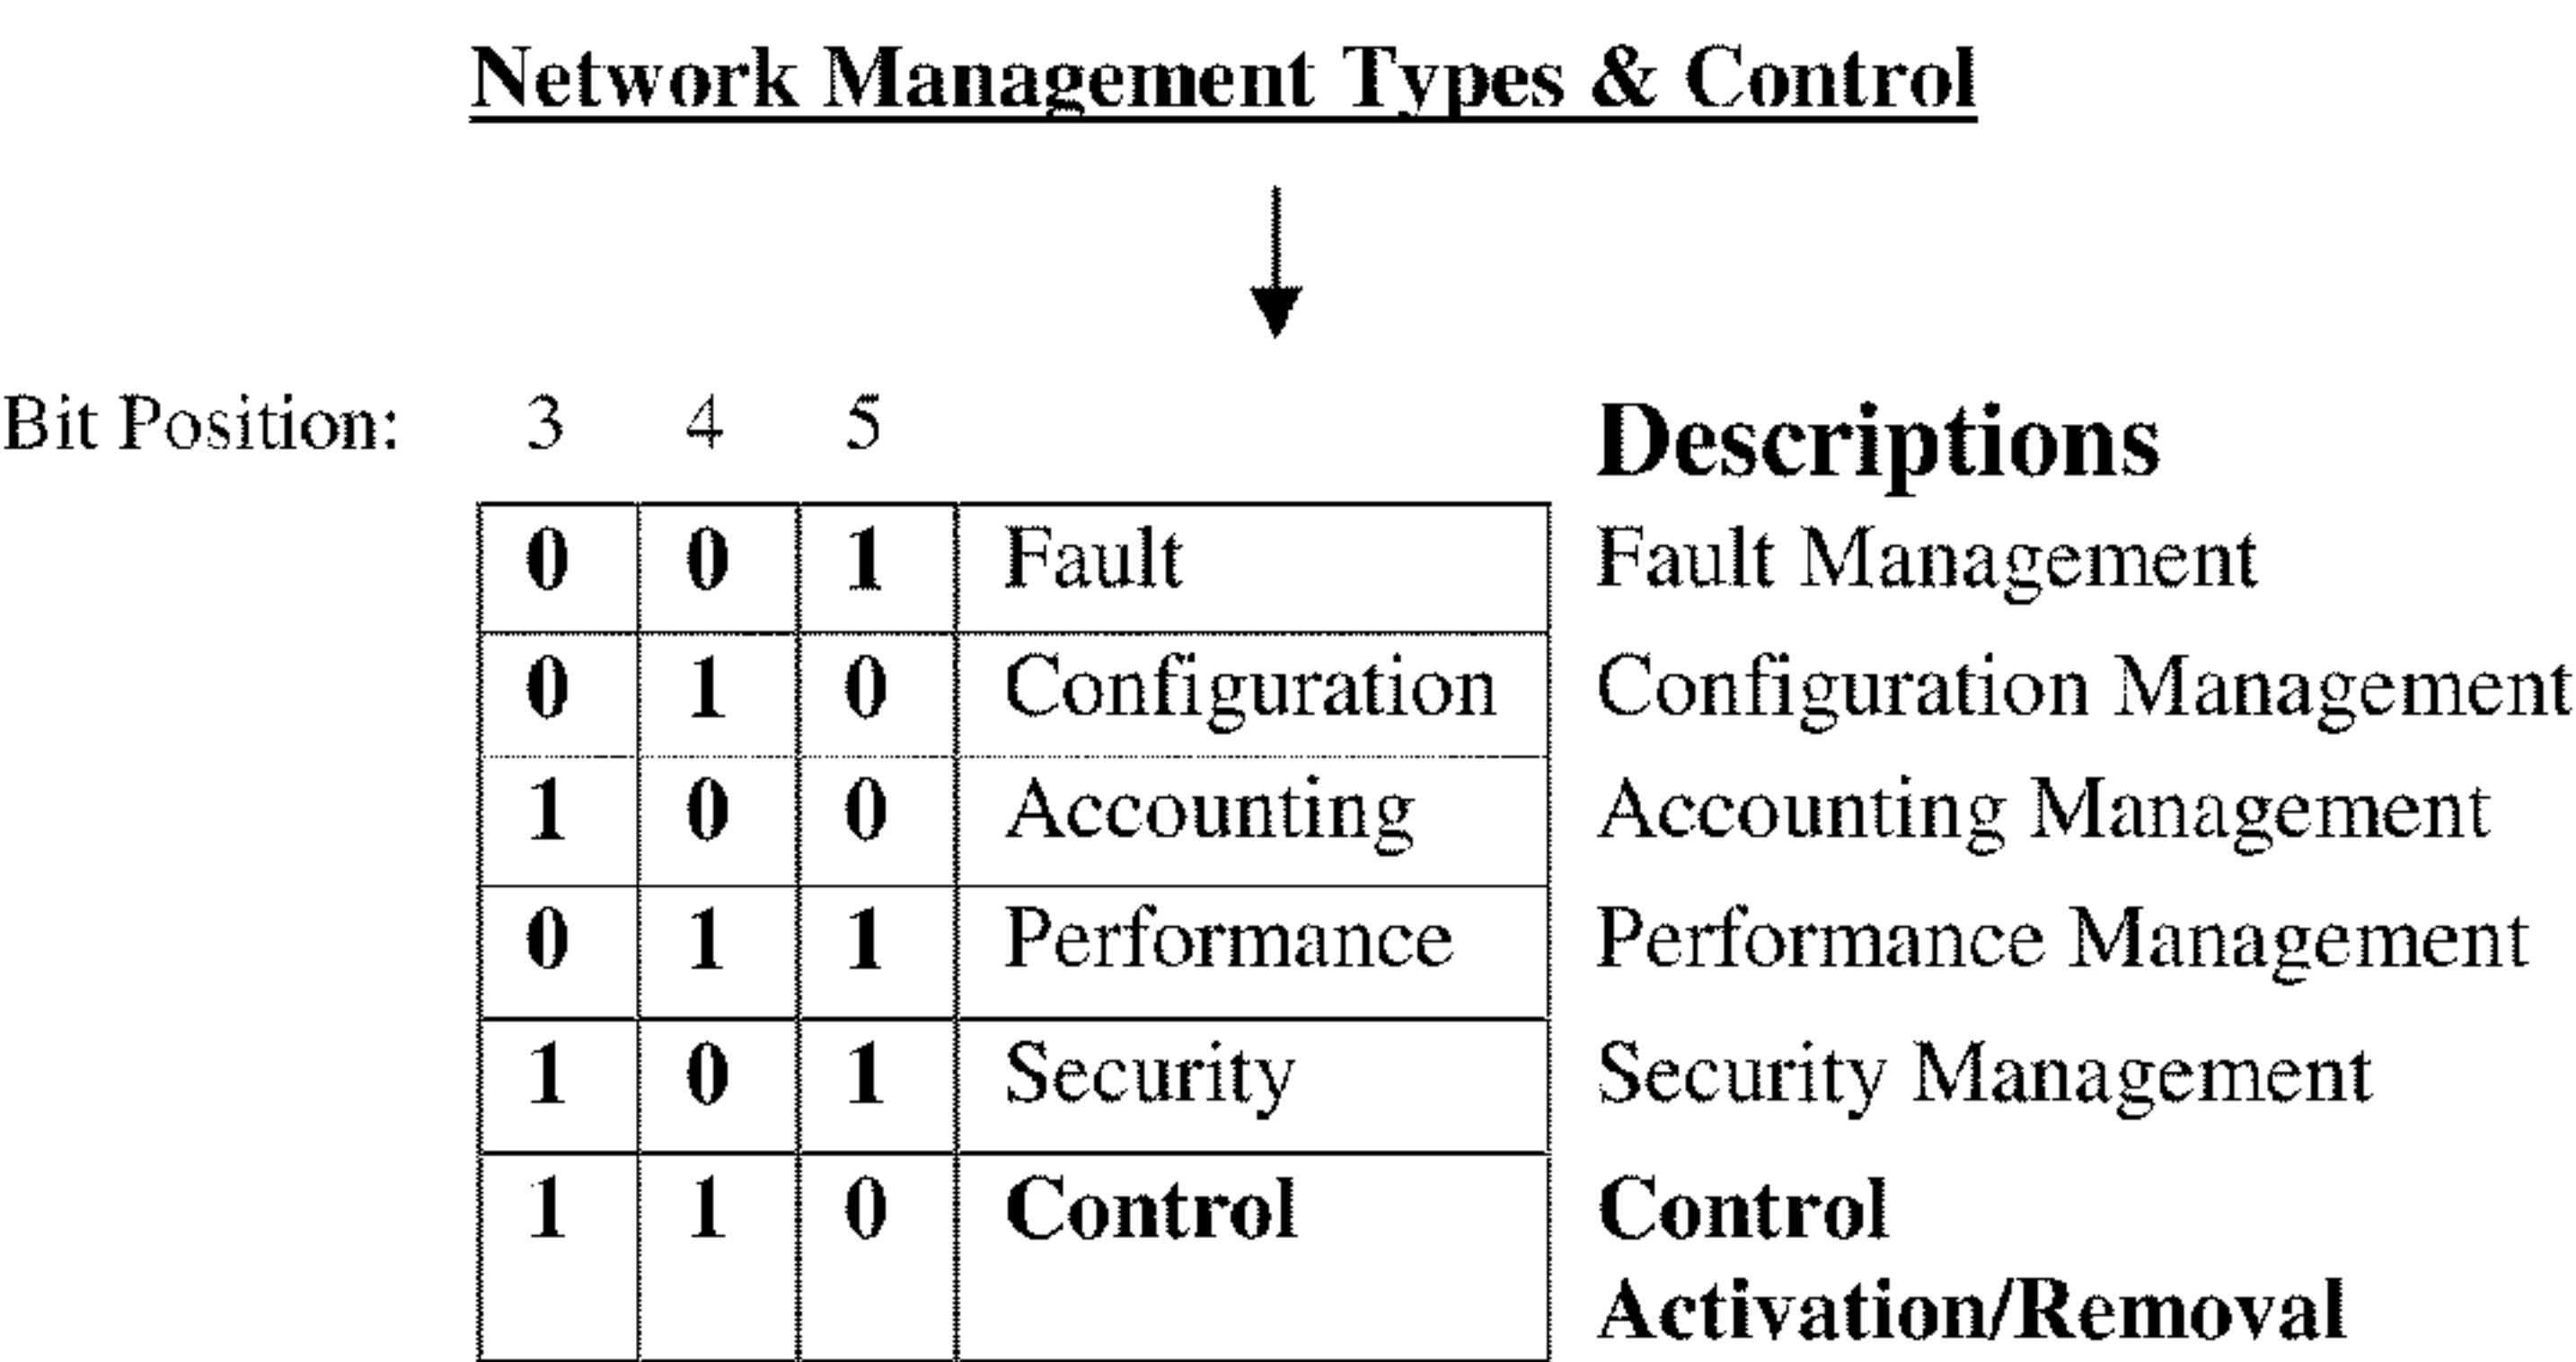 Network Management Types & Control
Bit Position: 3 4 5 Descriptions
0 0 1 Fault Fault Management
0 1 0 Configuration Configuration Management
1 0 0 Accounting Accounting Management
0 1 1 Performance Performance Management
1 0 1 Security Security Management
1 1 0 Control Control
Activation/Removal